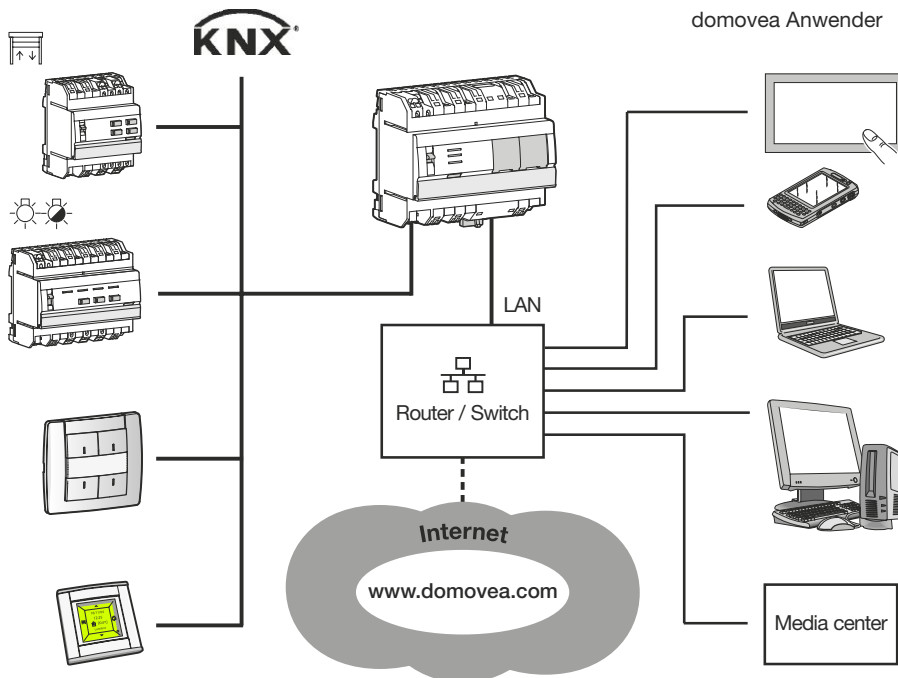 KNX®
domovea Anwender
LAN
Router / Switch
Internet
www.domovea.com
Media center